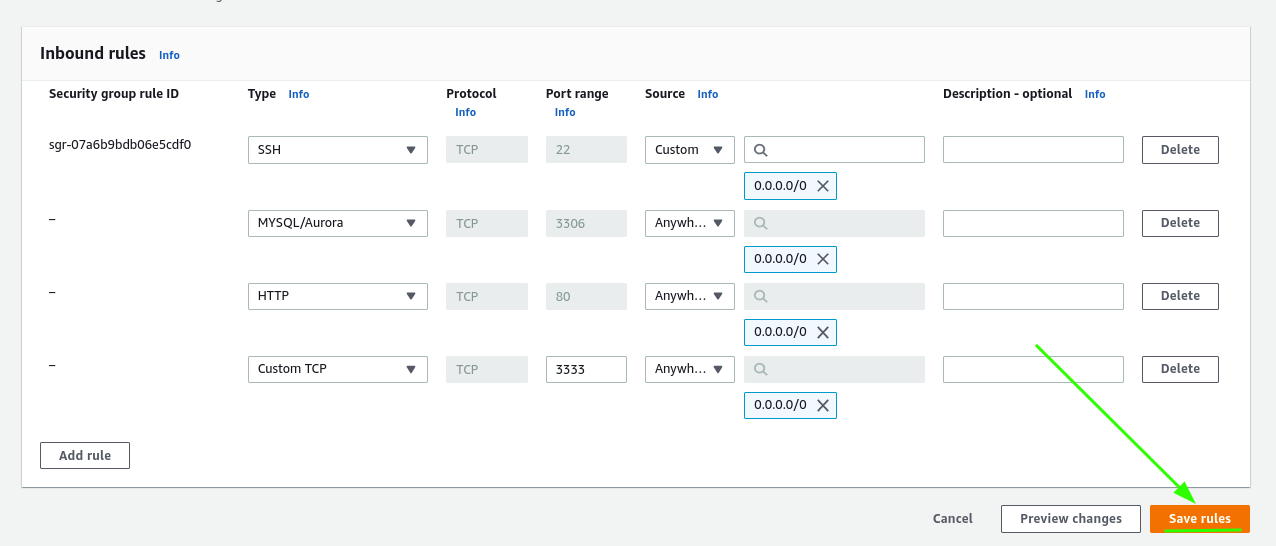 Inbound rules Info
Security group rule ID Type Info Protocol Info Port range Info Source Info Description - optional Info
sgr-07a6b9bdb06e5cdf0 SSH TCP 22 Custom Delete
0.0.0.0/0
– MYSQL/Aurora TCP 3306 Anywh... Delete
0.0.0.0/0
– HTTP TCP 80 Anywh... Delete
0.0.0.0/0
– Custom TCP TCP 3333 Anywh... Delete
0.0.0.0/0
Add rule
Cancel Preview changes Save rules